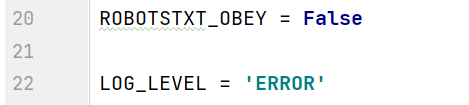 20 ROBOTSTXT_OBEY = False
21
22 LOG_LEVEL = 'ERROR'